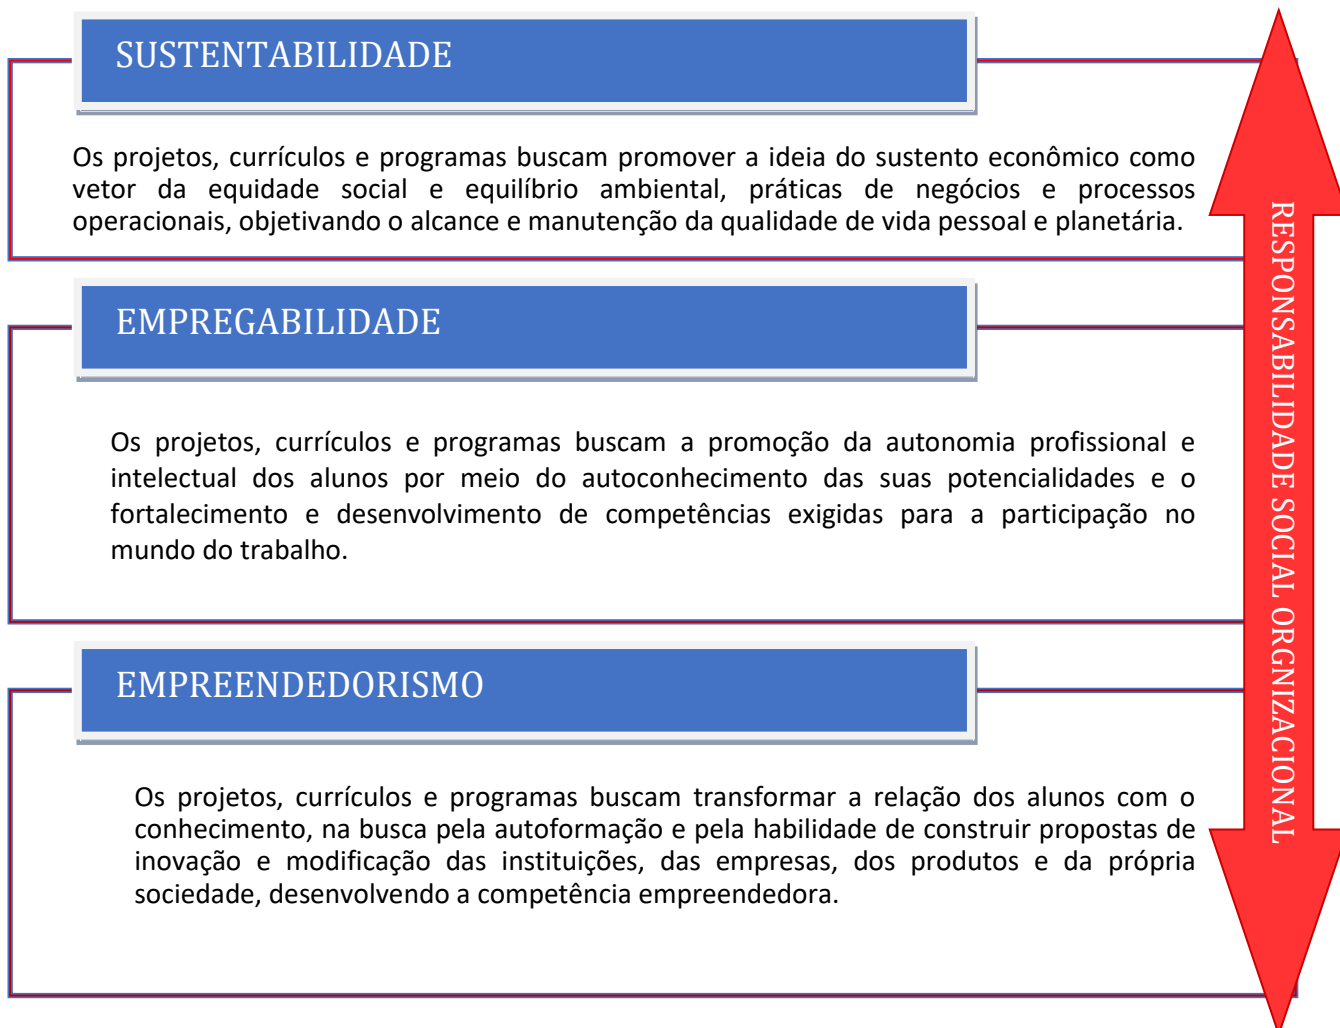 SUSTENTABILIDADE
Os projetos, currículos e programas buscam promover a ideia do sustento econômico como
vetor da equidade social e equilíbrio ambiental, práticas de negócios e processos
operacionais, objetivando o alcance e manutenção da qualidade de vida pessoal e planetária.
EMPREGABILIDADE
Os projetos, currículos e programas buscam a promoção da autonomia profissional e
intelectual dos alunos por meio do autoconhecimento das suas potencialidades e o
fortalecimento e desenvolvimento de competências exigidas para a participação no
mundo do trabalho.
EMPREENDEDORISMO
Os projetos, currículos e programas buscam transformar a relação dos alunos com o
conhecimento, na busca pela autoformação e pela habilidade de construir propostas de
inovação e modificação das instituições, das empresas, dos produtos e da própria
sociedade, desenvolvendo a competência empreendedora.
RESPONSABILIDADE SOCIAL ORGNIZACIONAL